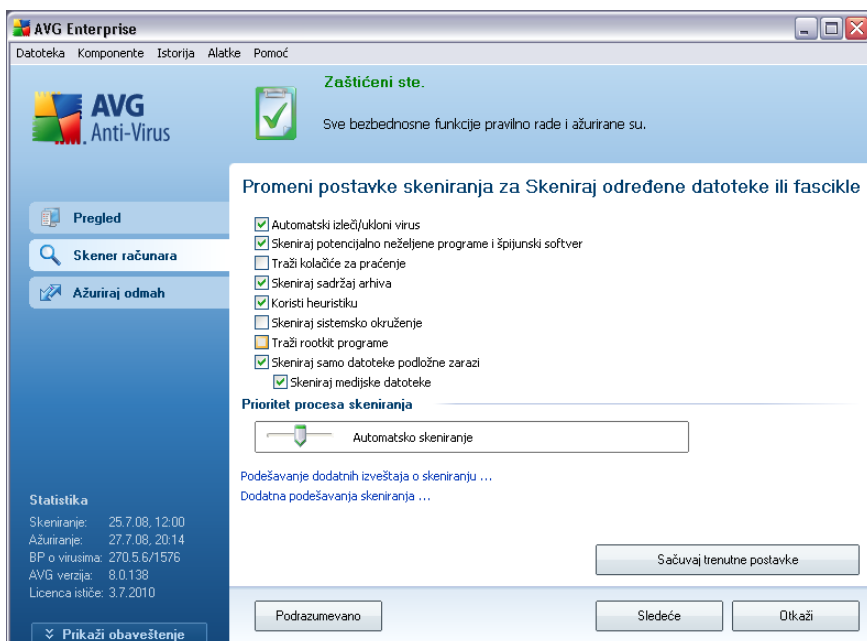 AVG Enterprise
Datoteka Komponente Istorija Alatke Pomoć
AVG
Anti-Virus
Zaštićeni ste.
Sve bezbednosne funkcije pravilno rade i ažurirane su.
Pregled
Skener računara
Ažuriraj odmah
Promeni postavke skeniranja za Skeniraj određene datoteke ili fascikle
Automatski izleči/ukloni virus
Skeniraj potencijalno neželjene programe i špijunski softver
Traži kolačiće za praćenje
Skeniraj sadržaj arhiva
Koristi heuristiku
Skeniraj sistemsko okruženje
Traži rootkit programe
Skeniraj samo datoteke podložne zarazi
Skeniraj medijske datoteke
Prioritet procesa skeniranja
Automatsko skeniranje
Podešavanje dodatnih izveštaja o skeniranju ...
Dodatna podešavanja skeniranja ...
Statistika
Skeniranje: 25.7.08, 12:00
Ažuriranje: 27.7.08, 20:14
BP o virusima: 270.5.6/1576
AVG verzija: 8.0.138
Licenca ističe: 3.7.2010
Prikaži obaveštenje
Sačuvaj trenutne postavke
Podrazumevano
Sledeće
Otkaži